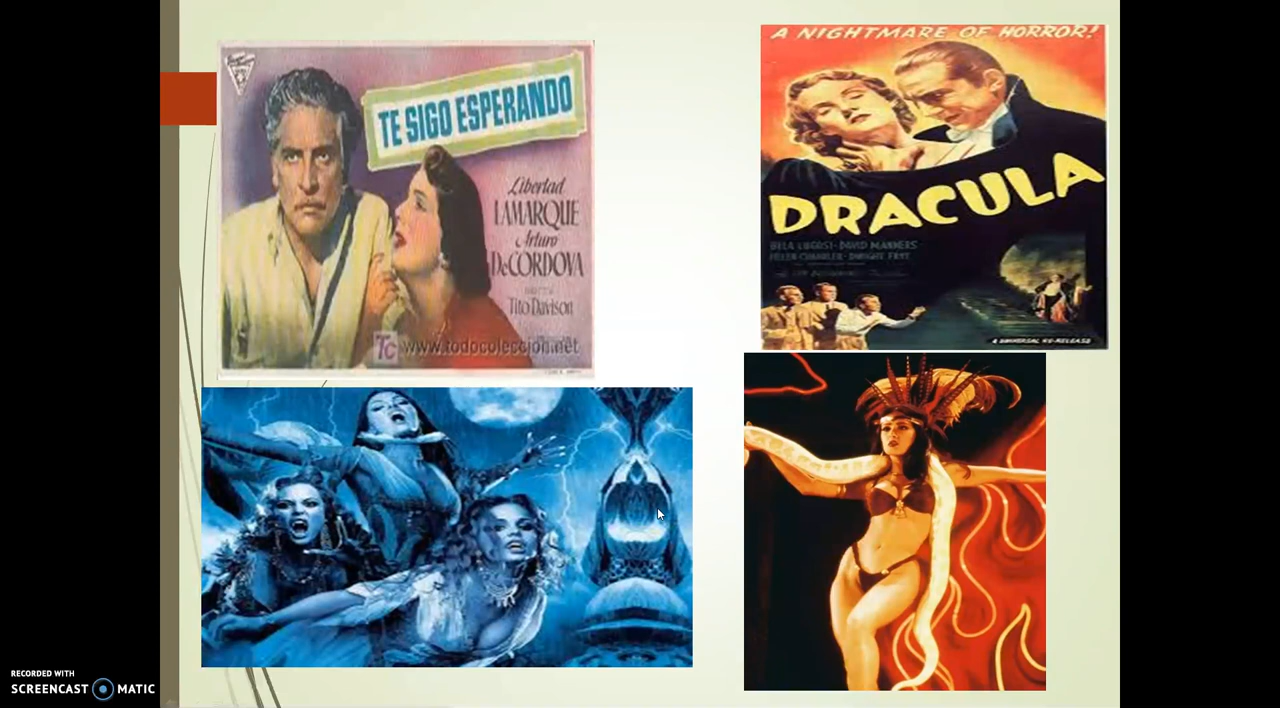 TE SIGO ESPERANDO
Libertad
LAMARQUE
Arturo
DeCORDOVA
Tito Davison
TC www.todocoleccion.net
A NIGHTMARE OF HORROR!
DRACULA
BELA LUGOSI · DAVID MANNERS
HELEN CHANDLER · DWIGHT FRYE
A UNIVERSAL RE-RELEASE
RECORDED WITH
SCREENCAST MATIC